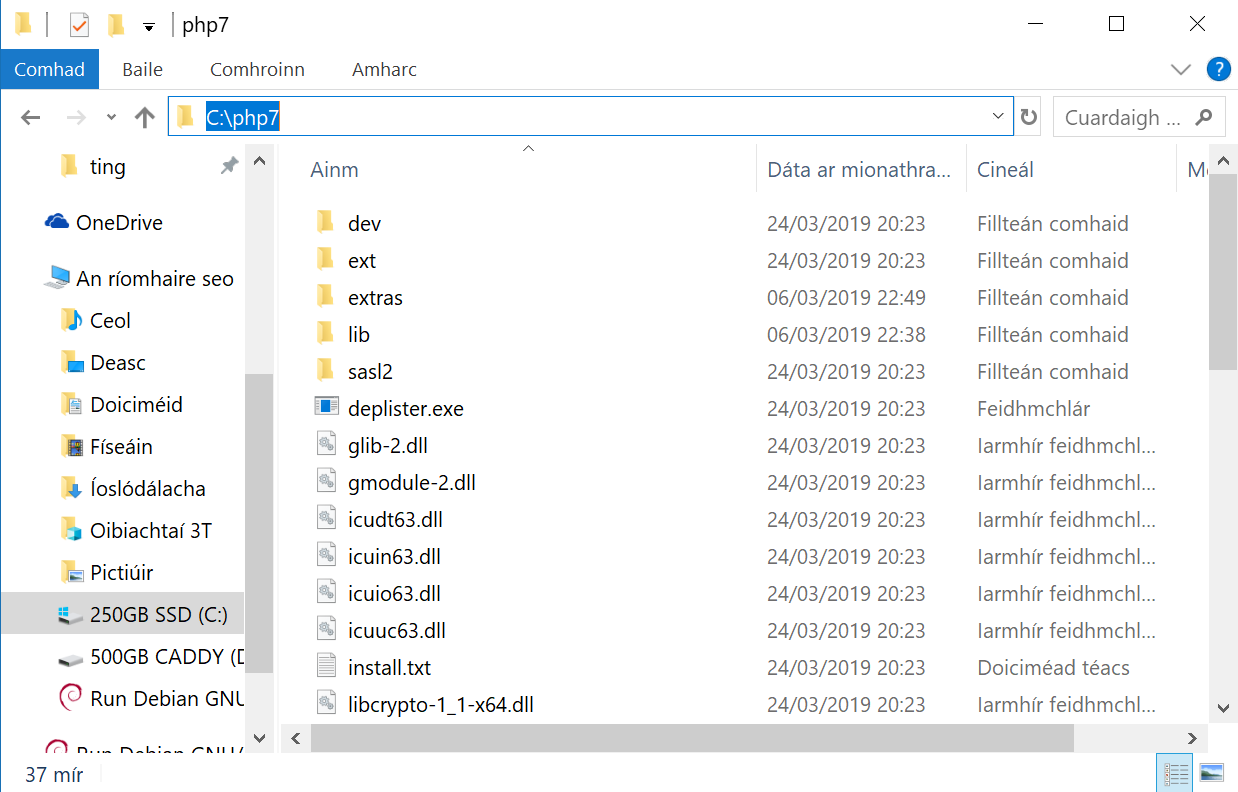 php7
Comhad Baile Comhroinn Amharc ?
C:\php7 Cuardaigh ...
ting
OneDrive
An ríomhaire seo
Ceol
Deasc
Doiciméid
Físeáin
Íoslódálacha
Oibiachtaí 3T
Pictiúir
250GB SSD (C:)
500GB CADDY (D
Run Debian GNU
Run Debian GNU/
Ainm Dáta ar mionathra... Cineál
dev 24/03/2019 20:23 Fillteán comhaid
ext 24/03/2019 20:23 Fillteán comhaid
extras 06/03/2019 22:49 Fillteán comhaid
lib 06/03/2019 22:38 Fillteán comhaid
sasl2 24/03/2019 20:23 Fillteán comhaid
deplister.exe 24/03/2019 20:23 Feidhmchlár
glib-2.dll 24/03/2019 20:23 Iarmhír feidhmchl...
gmodule-2.dll 24/03/2019 20:23 Iarmhír feidhmchl...
icudt63.dll 24/03/2019 20:23 Iarmhír feidhmchl...
icuin63.dll 24/03/2019 20:23 Iarmhír feidhmchl...
icuio63.dll 24/03/2019 20:23 Iarmhír feidhmchl...
icuuc63.dll 24/03/2019 20:23 Iarmhír feidhmchl...
install.txt 24/03/2019 20:23 Doiciméad téacs
libcrypto-1_1-x64.dll 24/03/2019 20:23 Iarmhír feidhmchl...
37 mír